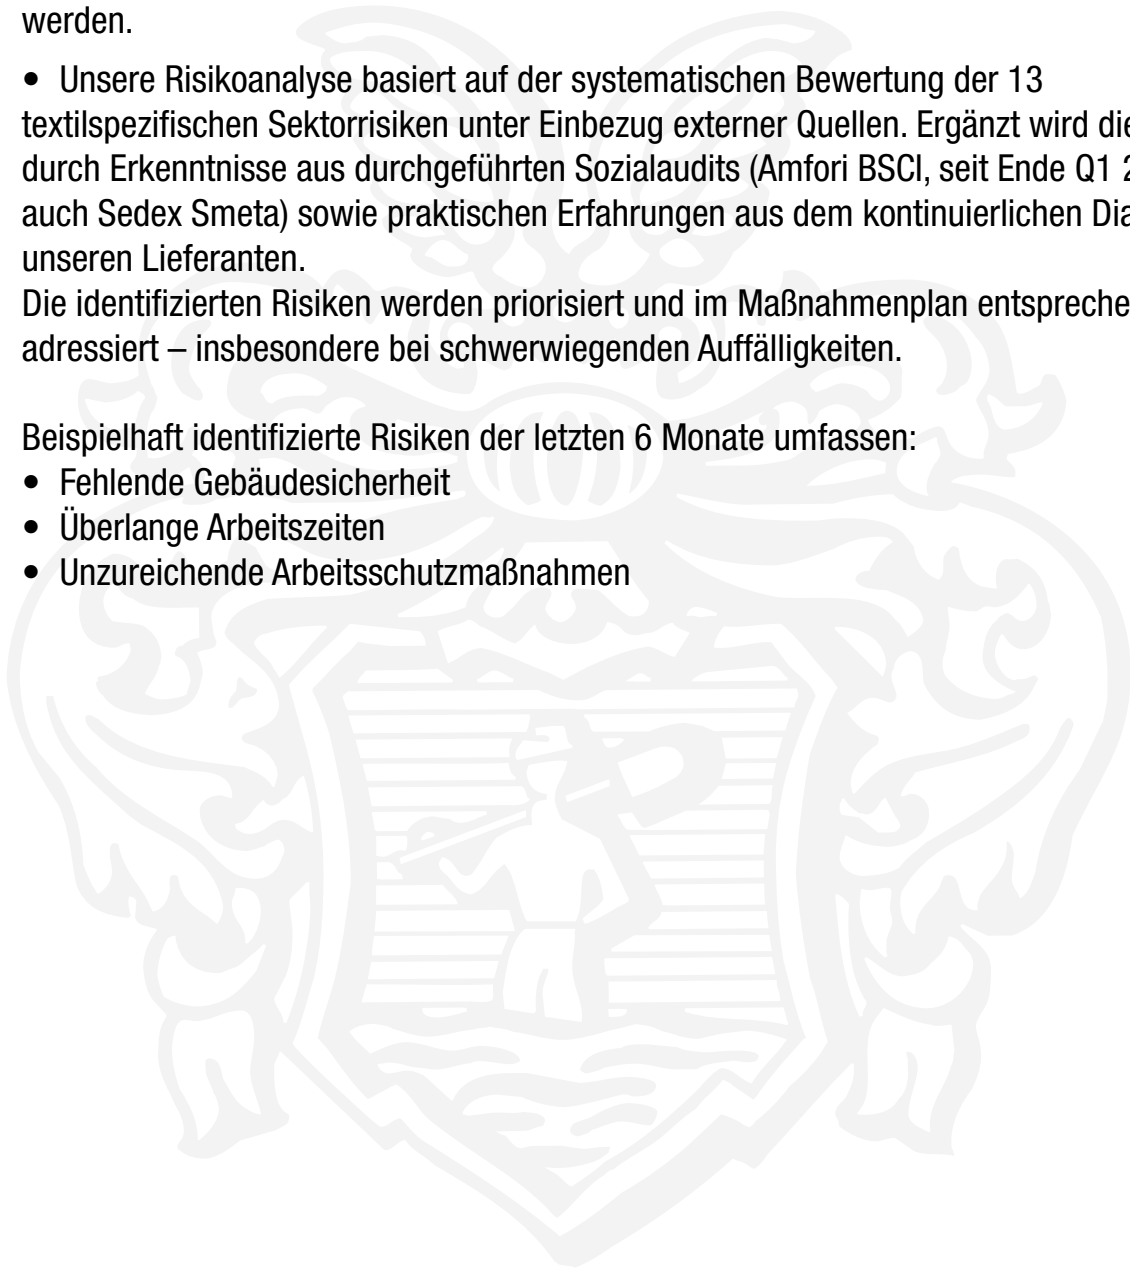 werden.
• Unsere Risikoanalyse basiert auf der systematischen Bewertung der 13
textilspezifischen Sektorrisiken unter Einbezug externer Quellen. Ergänzt wird die
durch Erkenntnisse aus durchgeführten Sozialaudits (Amfori BSCI, seit Ende Q1 2
auch Sedex Smeta) sowie praktischen Erfahrungen aus dem kontinuierlichen Dia
unseren Lieferanten.
Die identifizierten Risiken werden priorisiert und im Maßnahmenplan entspreche
adressiert – insbesondere bei schwerwiegenden Auffälligkeiten.
Beispielhaft identifizierte Risiken der letzten 6 Monate umfassen:
• Fehlende Gebäudesicherheit
• Überlange Arbeitszeiten
• Unzureichende Arbeitsschutzmaßnahmen